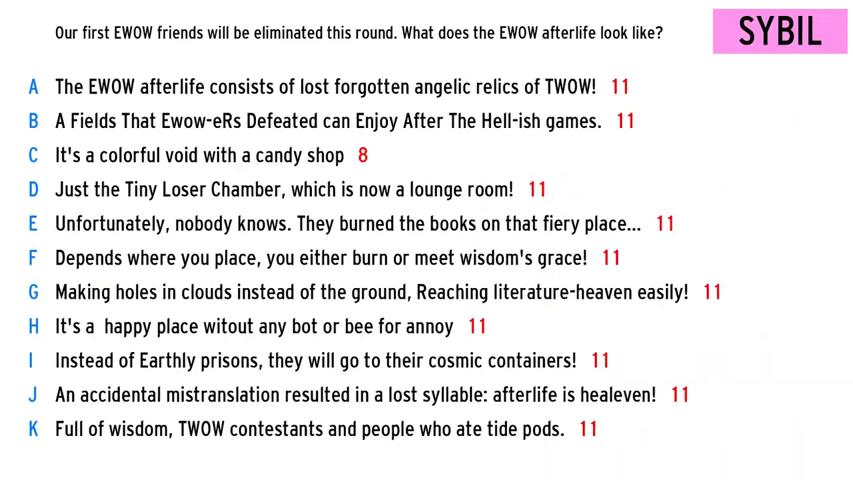 Our first EWOW friends will be eliminated this round. What does the EWOW afterlife look like?
SYBIL
A The EWOW afterlife consists of lost forgotten angelic relics of TWOW! 11
B A Fields That Ewow-eRs Defeated can Enjoy After The Hell-ish games. 11
C It's a colorful void with a candy shop 8
D Just the Tiny Loser Chamber, which is now a lounge room! 11
E Unfortunately, nobody knows. They burned the books on that fiery place... 11
F Depends where you place, you either burn or meet wisdom's grace! 11
G Making holes in clouds instead of the ground, Reaching literature-heaven easily! 11
H It's a  happy place witout any bot or bee for annoy 11
I Instead of Earthly prisons, they will go to their cosmic containers! 11
J An accidental mistranslation resulted in a lost syllable: afterlife is healeven! 11
K Full of wisdom, TWOW contestants and people who ate tide pods. 11